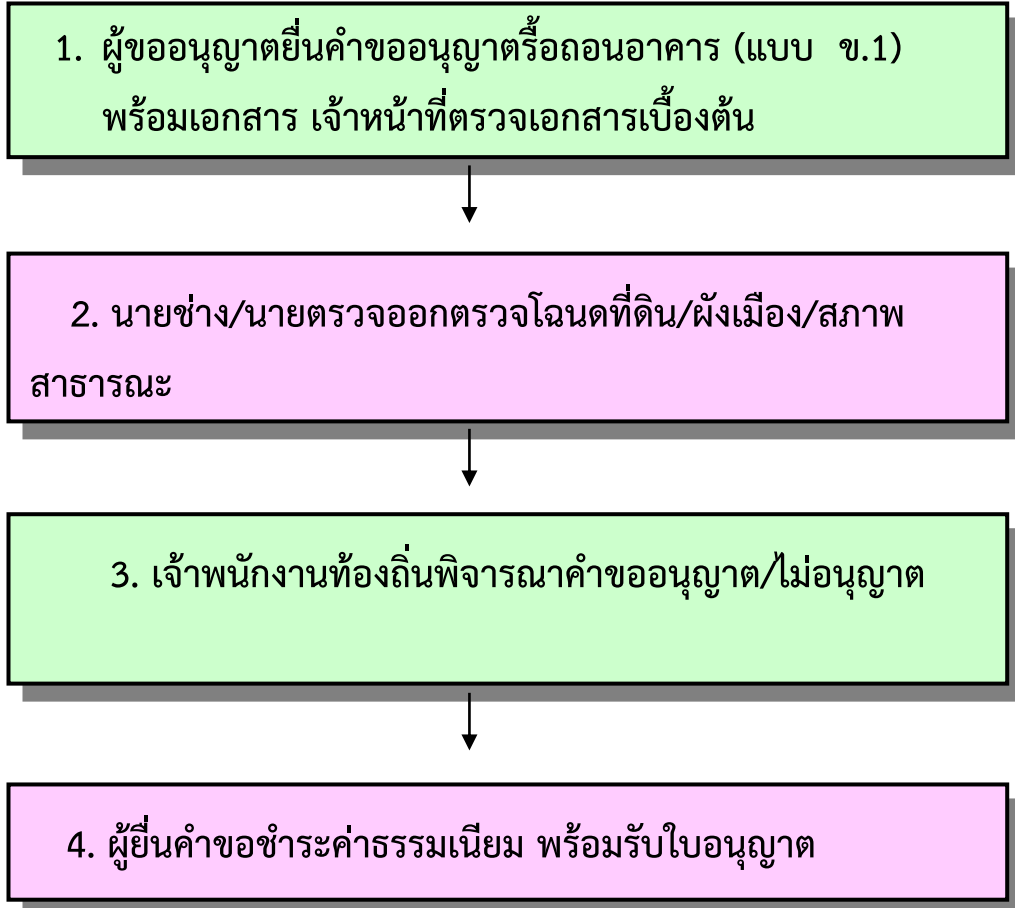 1. ผู้ขออนุญาตยื่นคำขออนุญาตรื้อถอนอาคาร (แบบ ข.1)
พร้อมเอกสาร เจ้าหน้าที่ตรวจเอกสารเบื้องต้น
2. นายช่าง/นายตรวจออกตรวจโฉนดที่ดิน/ผังเมือง/สภาพ
สาธารณะ
3. เจ้าพนักงานท้องถิ่นพิจารณาคำขออนุญาต/ไม่อนุญาต
4. ผู้ยื่นคำขอชำระค่าธรรมเนียม พร้อมรับใบอนุญาต